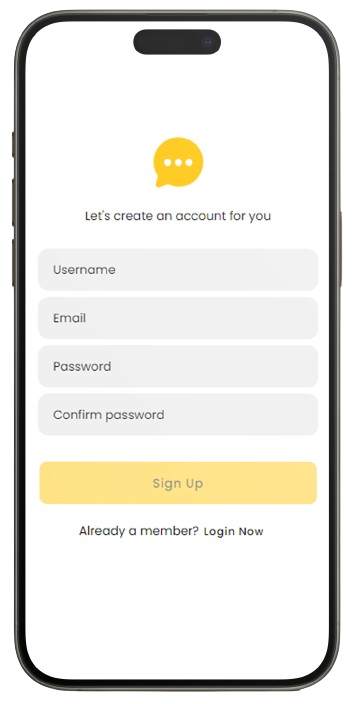 Let's create an account for you
Username
Email
Password
Confirm password
Sign Up
Already a member? Login Now